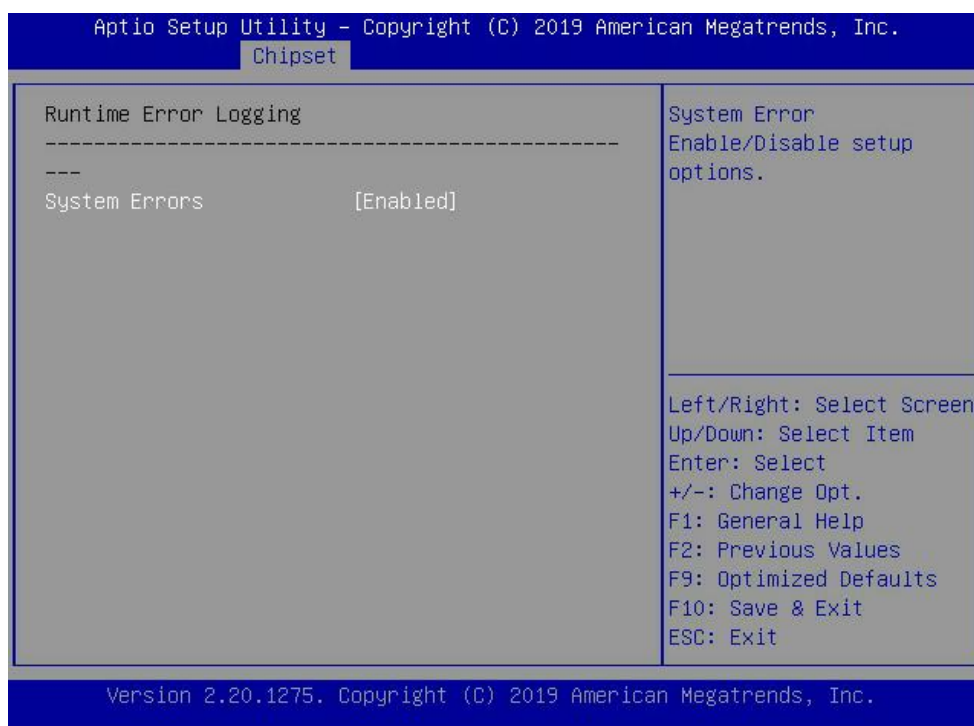 Aptio Setup Utility – Copyright (C) 2019 American Megatrends, Inc.
Chipset
Runtime Error Logging
--------------------------------------------------
---
System Errors [Enabled]
System Error
Enable/Disable setup
options.
Left/Right: Select Screen
Up/Down: Select Item
Enter: Select
+/-: Change Opt.
F1: General Help
F2: Previous Values
F9: Optimized Defaults
F10: Save & Exit
ESC: Exit
Version 2.20.1275. Copyright (C) 2019 American Megatrends, Inc.